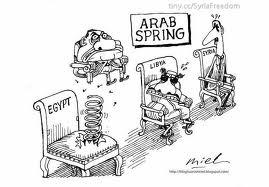 tiny.cc/SyriaFreedom
ARAB
SPRING
EGYPT
LIBYA
SYRIA
miel